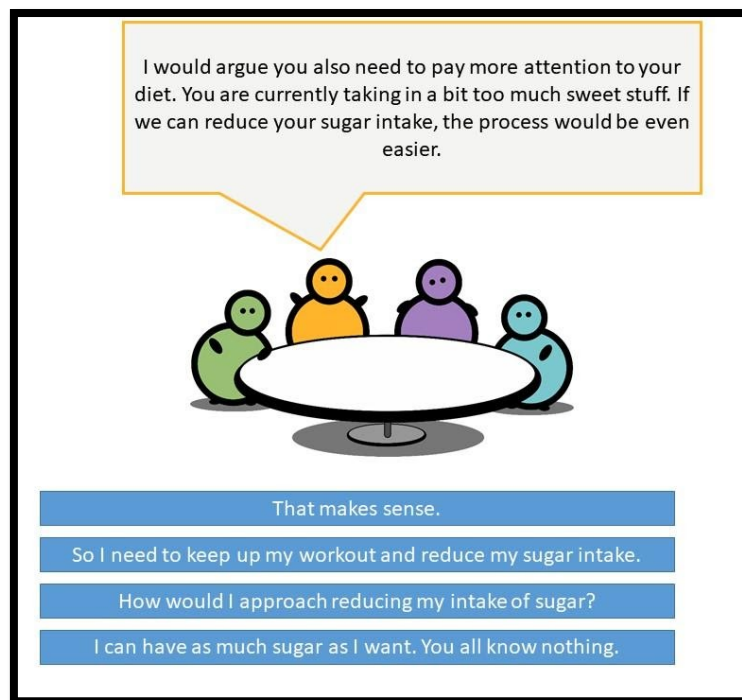 I would argue you also need to pay more attention to your
diet. You are currently taking in a bit too much sweet stuff. If
we can reduce your sugar intake, the process would be even
easier.
That makes sense.
So I need to keep up my workout and reduce my sugar intake.
How would I approach reducing my intake of sugar?
I can have as much sugar as I want. You all know nothing.